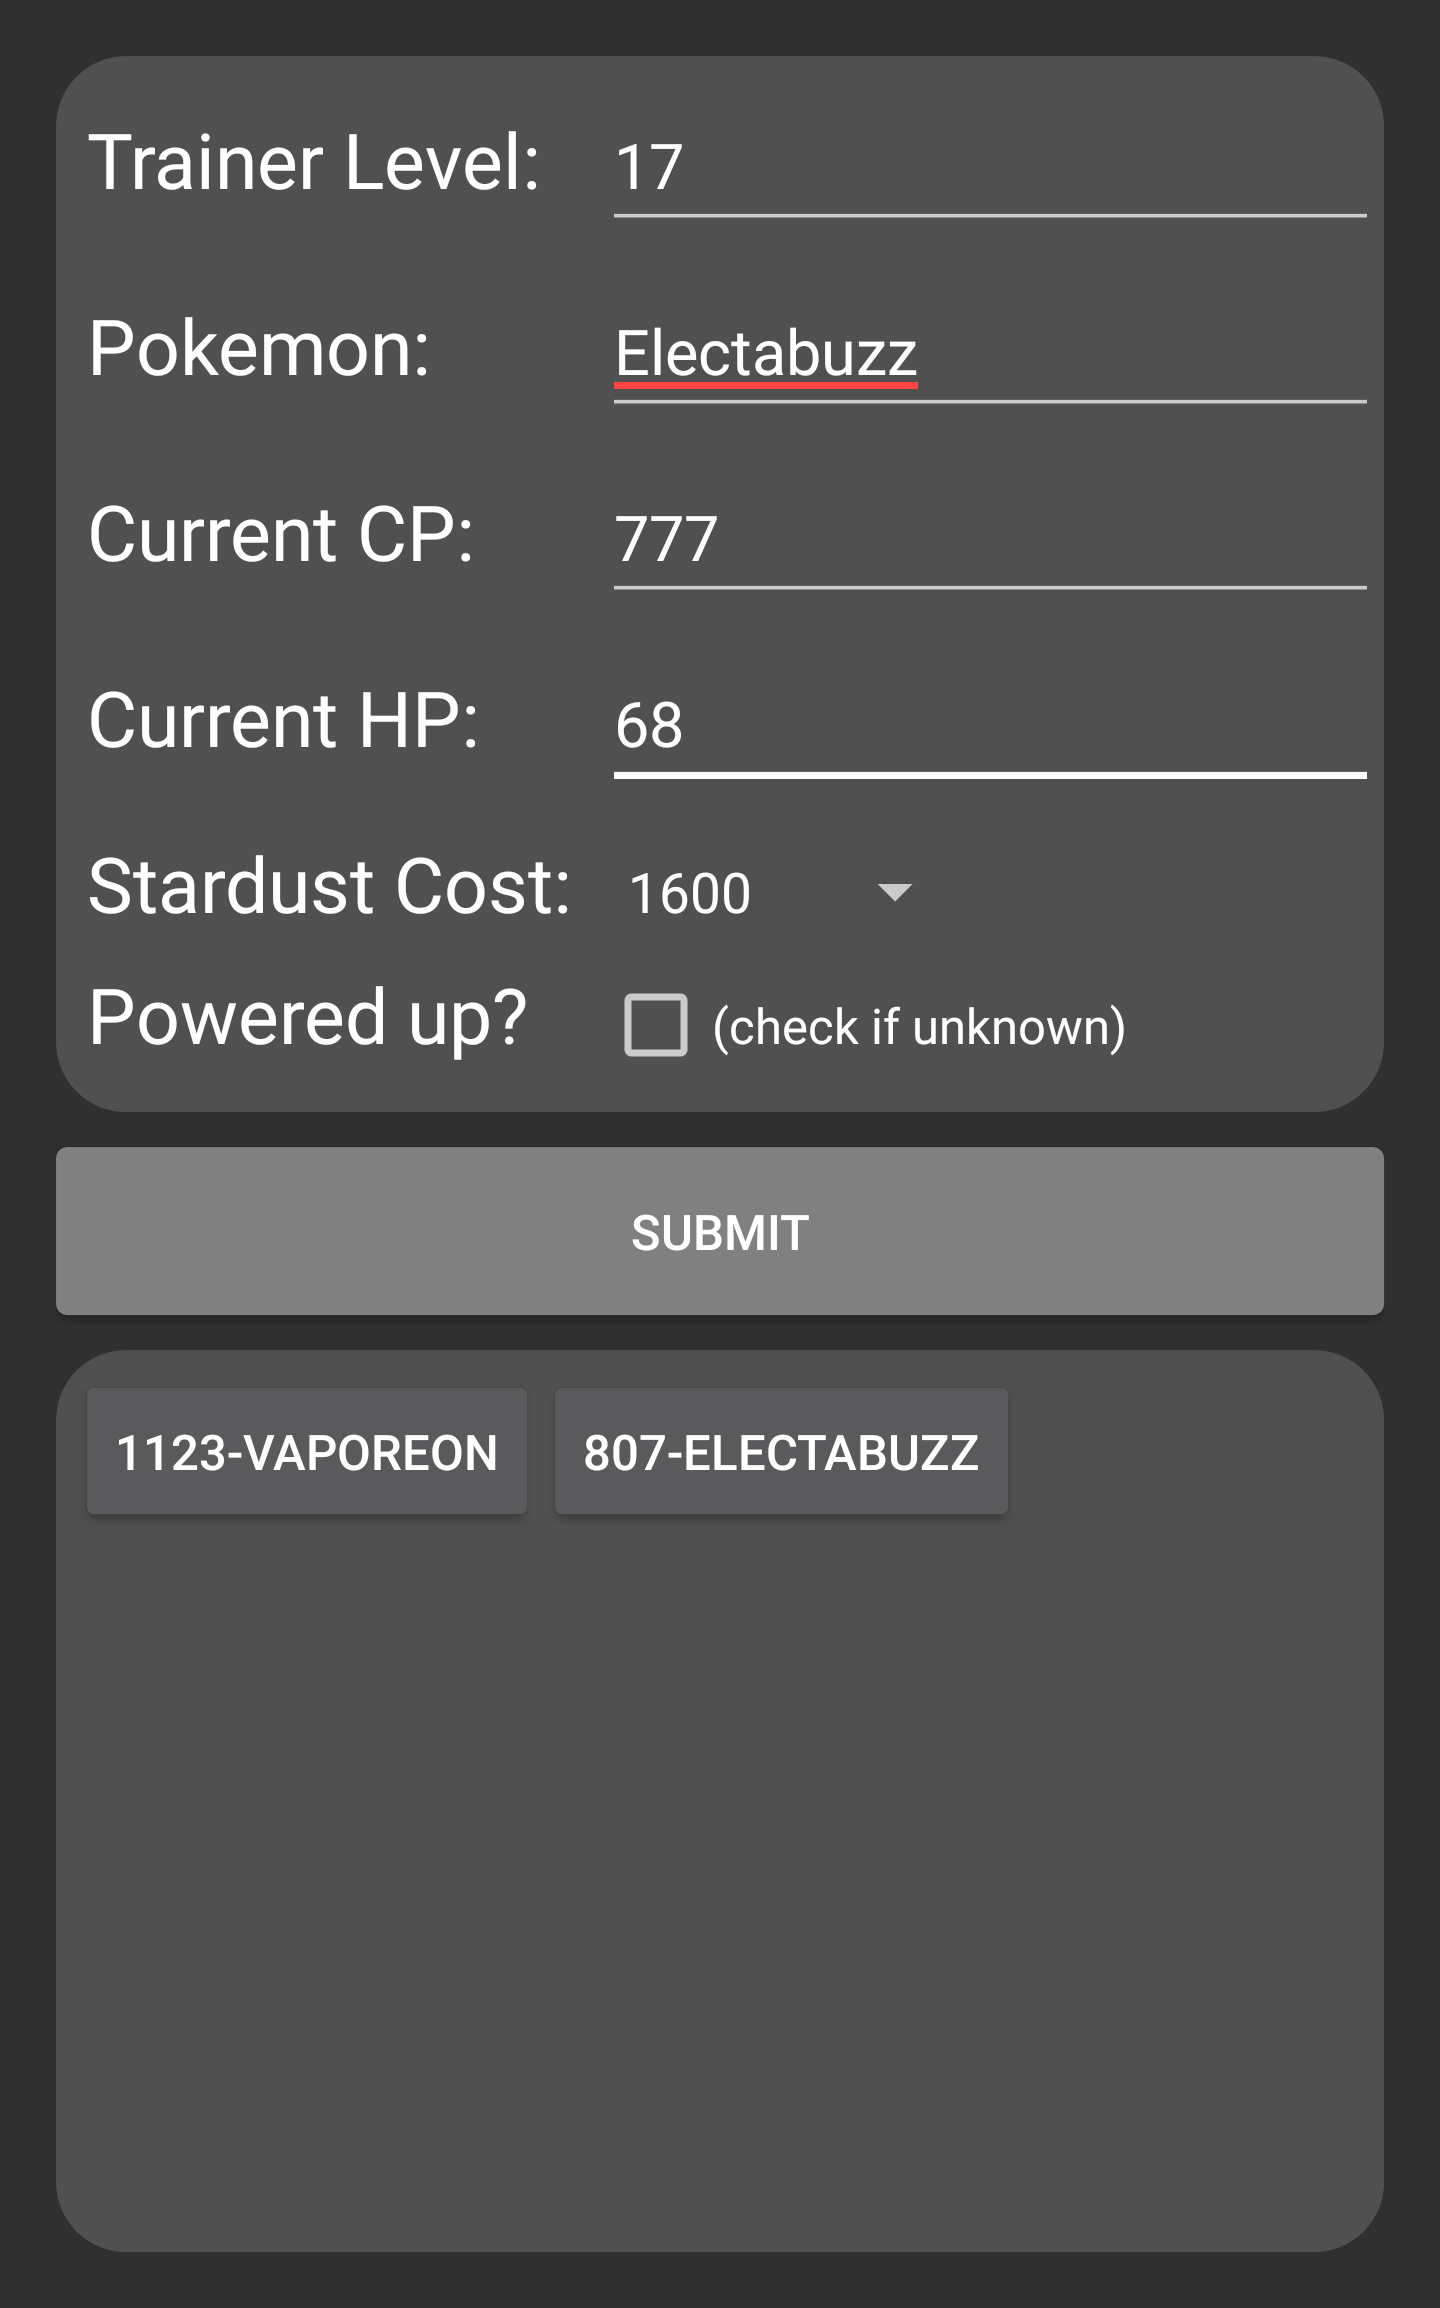 Trainer Level: 17
Pokemon: Electabuzz
Current CP: 777
Current HP: 68
Stardust Cost: 1600
Powered up? (check if unknown)
SUBMIT
1123-VAPOREON 807-ELECTABUZZ